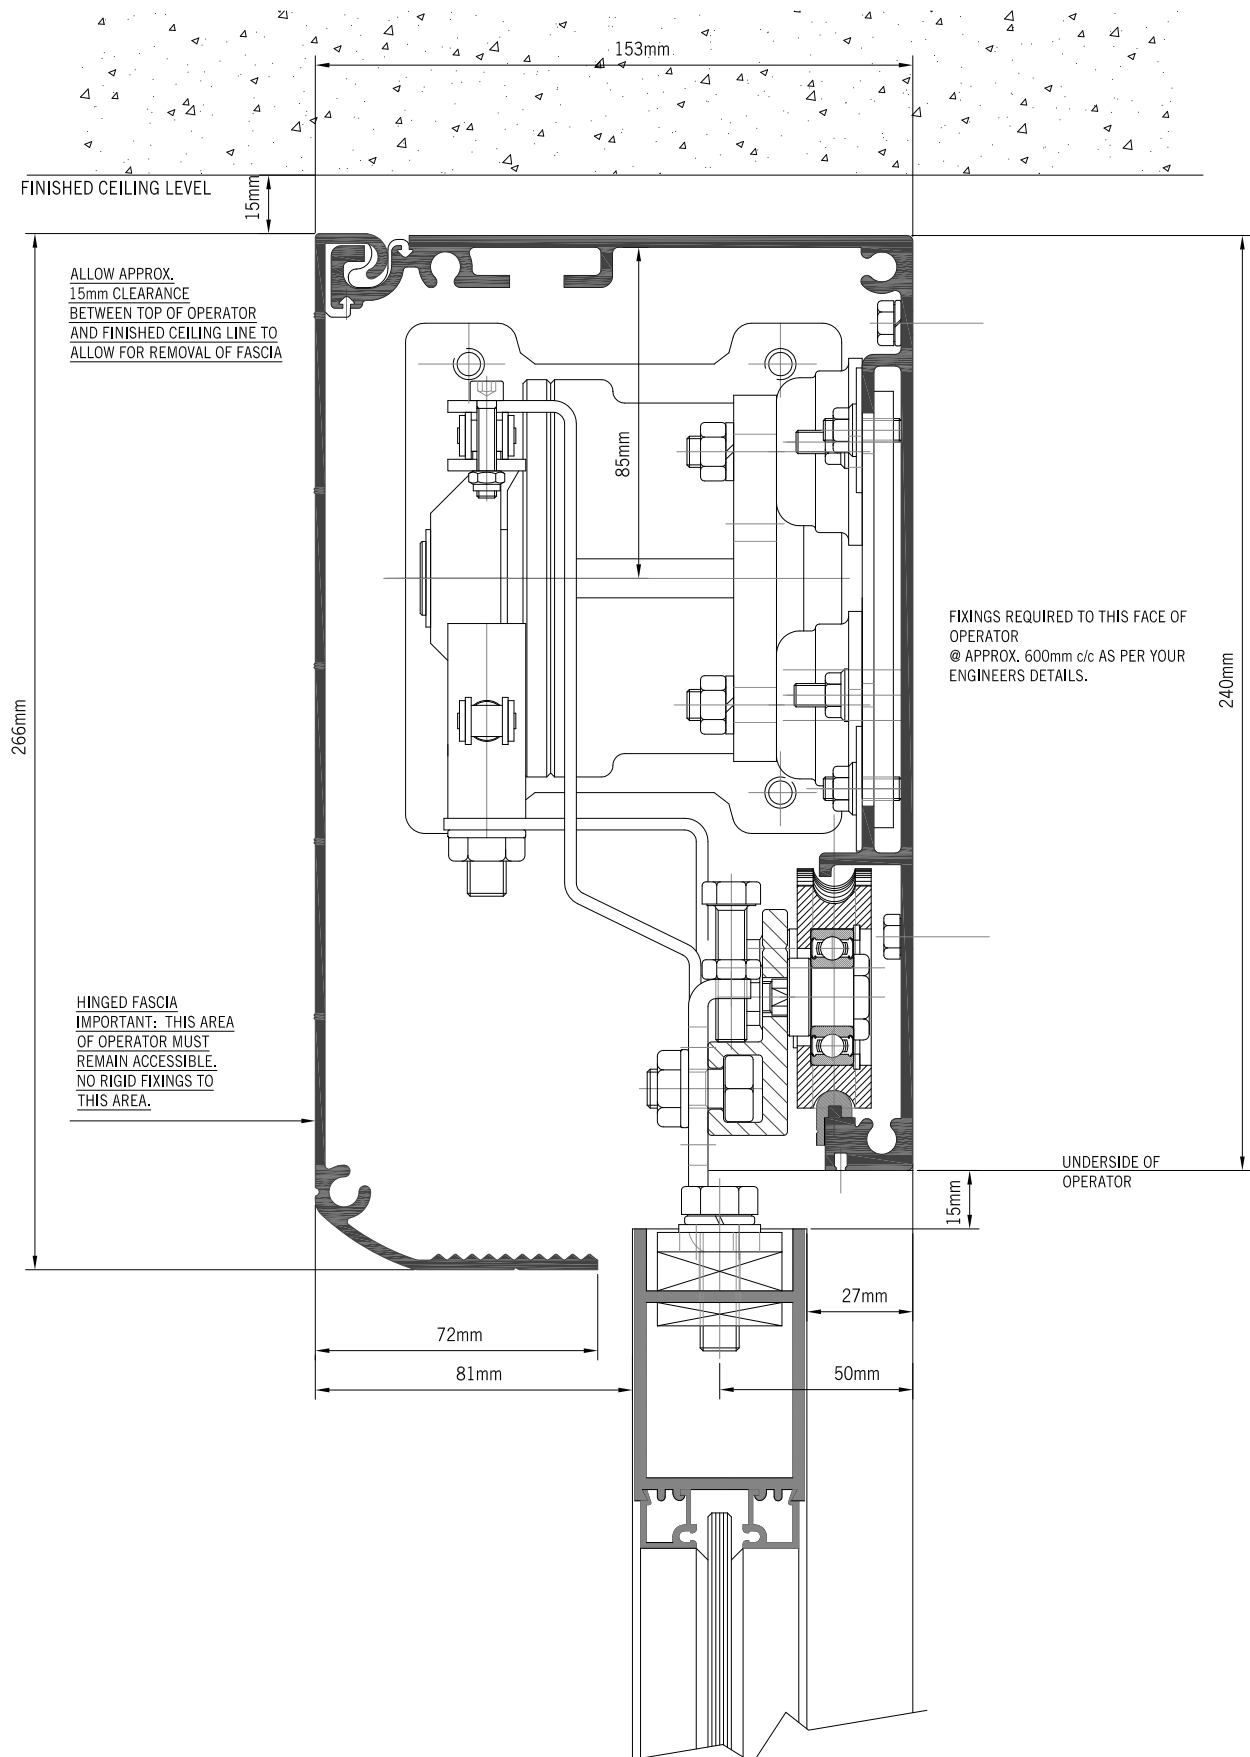 153mm
FINISHED CEILING LEVEL
15mm
ALLOW APPROX.
15mm CLEARANCE
BETWEEN TOP OF OPERATOR
AND FINISHED CEILING LINE TO
ALLOW FOR REMOVAL OF FASCIA
85mm
FIXINGS REQUIRED TO THIS FACE OF
OPERATOR
@ APPROX. 600mm c/c AS PER YOUR
ENGINEERS DETAILS.
266mm
240mm
HINGED FASCIA
IMPORTANT: THIS AREA
OF OPERATOR MUST
REMAIN ACCESSIBLE.
NO RIGID FIXINGS TO
THIS AREA.
UNDERSIDE OF
OPERATOR
15mm
27mm
72mm
81mm
50mm